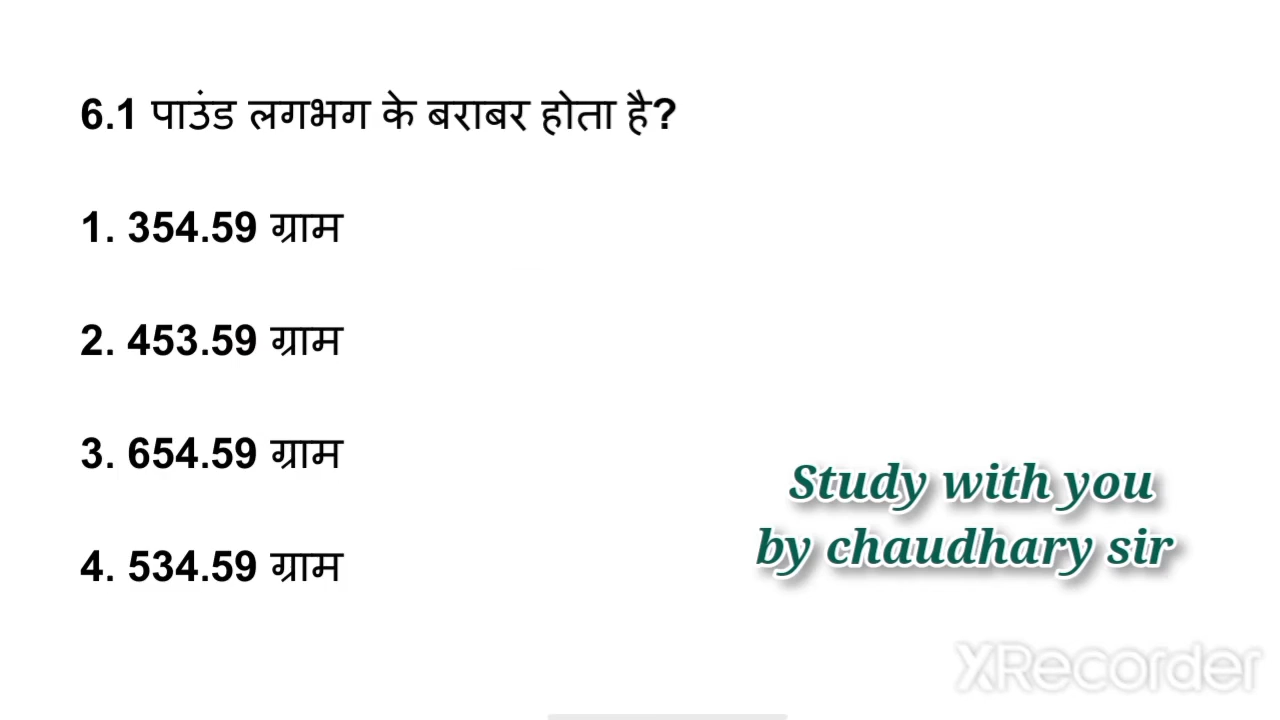 6.1 पाउंड लगभग के बराबर होता है?
1. 354.59 ग्राम
2. 453.59 ग्राम
3. 654.59 ग्राम
4. 534.59 ग्राम
Study with you
by chaudhary sir
XRecorder